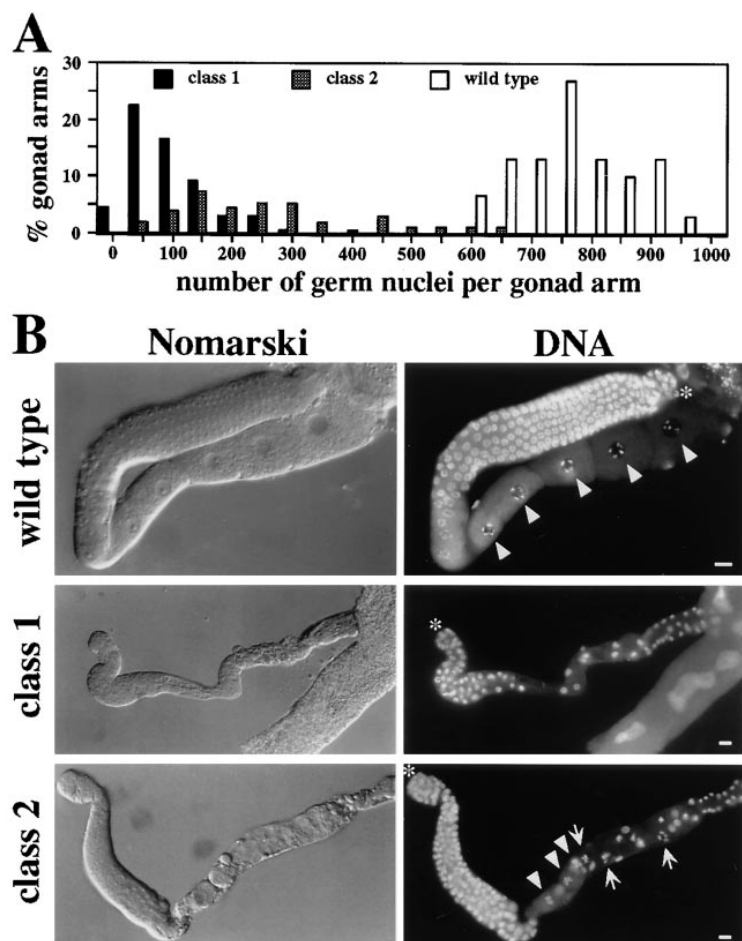 A
30
20
10
0
% gonad arms
class 1
class 2
wild type
0 100 200 300 400 500 600 700 800 900 1000
number of germ nuclei per gonad arm
B
Nomarski DNA
wild type
*
class 1
*
class 2
*